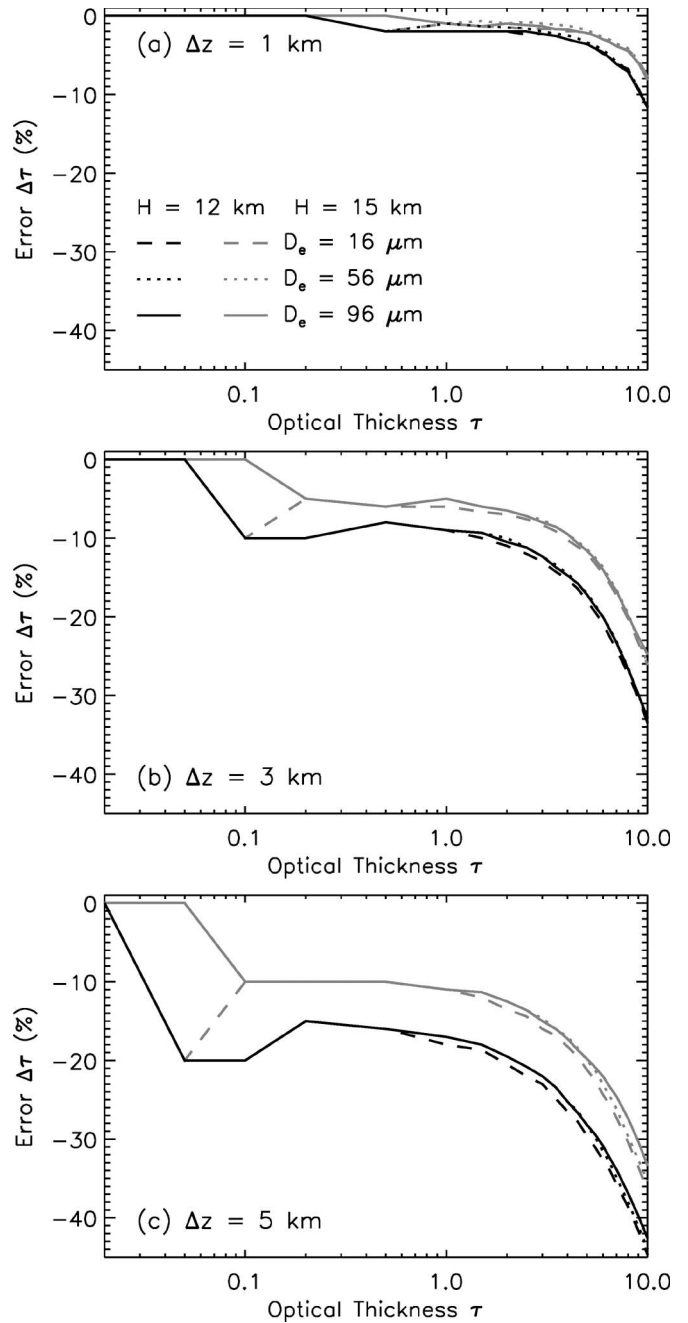 0
(a) Δz = 1 km
−10
Error Δτ (%)
−20
H = 12 km H = 15 km
Dₑ = 16 μm
−30
Dₑ = 56 μm
Dₑ = 96 μm
−40
0.1 1.0 10.0
Optical Thickness τ
0
−10
Error Δτ (%)
−20
−30
−40
(b) Δz = 3 km
0.1 1.0 10.0
Optical Thickness τ
0
−10
Error Δτ (%)
−20
−30
−40
(c) Δz = 5 km
0.1 1.0 10.0
Optical Thickness τ